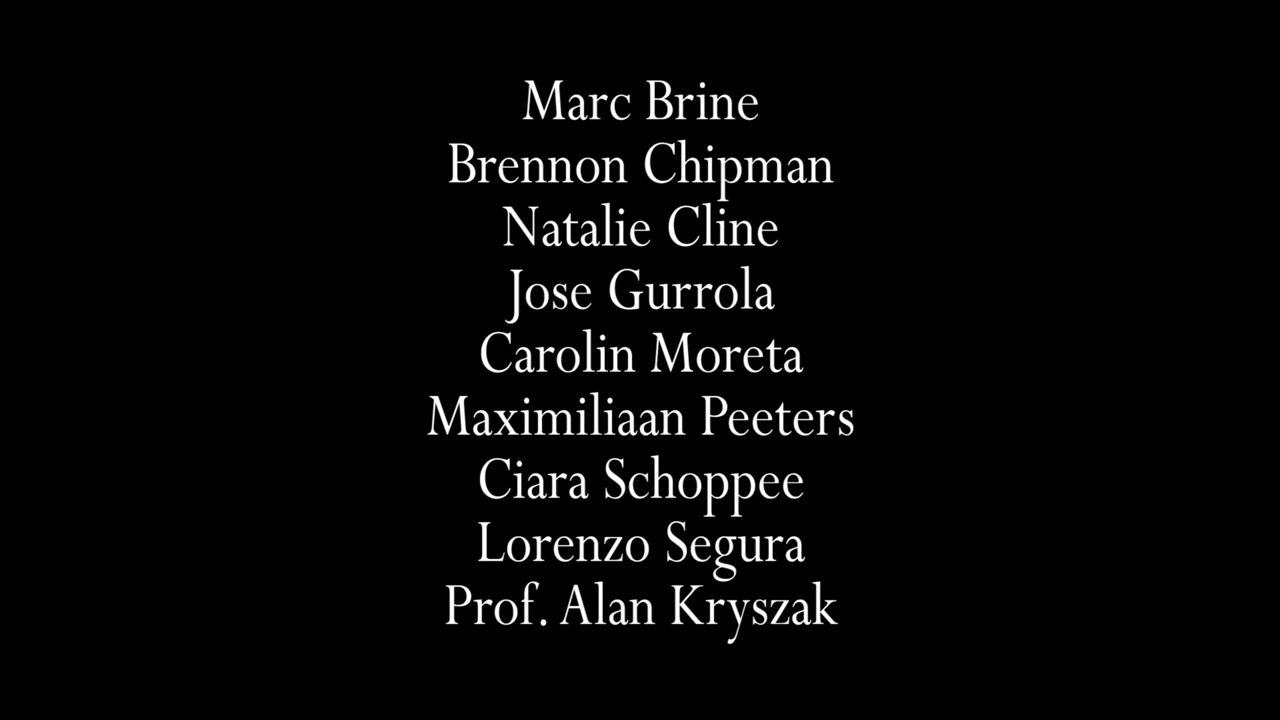 Marc Brine
Brennon Chipman
Natalie Cline
Jose Gurrola
Carolin Moreta
Maximiliaan Peeters
Ciara Schoppee
Lorenzo Segura
Prof. Alan Kryszak